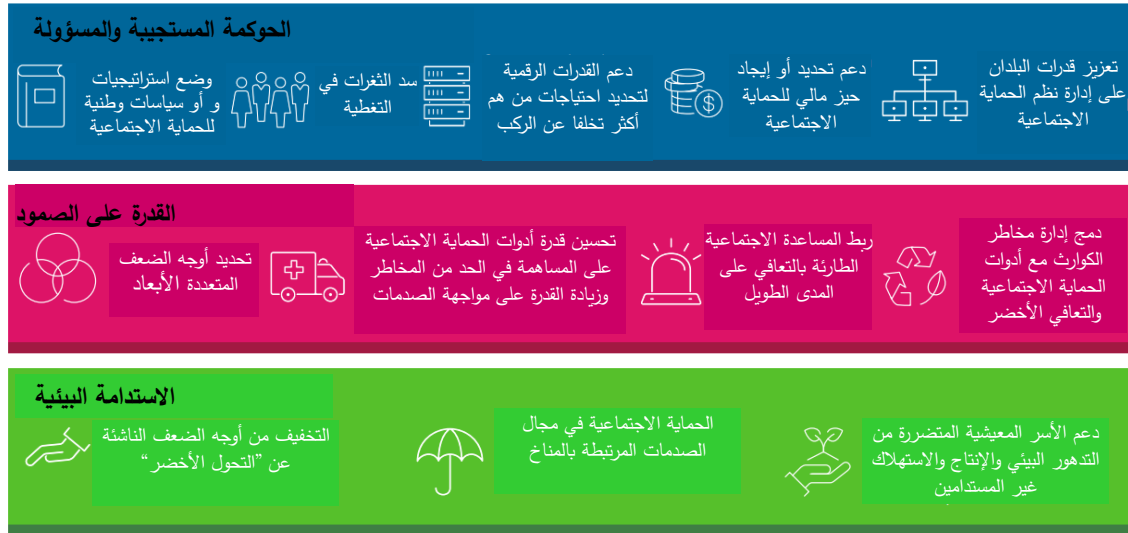 الحوكمة المستجيبة والمسؤولة
تعزيز قدرات البلدان
على إدارة نظم الحماية
الاجتماعية
دعم تحديد أو إيجاد
حيز مالي للحماية
الاجتماعية
دعم القدرات الرقمية
لتحديد احتياجات من هم
أكثر تخلفا عن الركب
سد الثغرات في
التغطية
وضع استراتيجيات
و أو سياسات وطنية
للحماية الاجتماعية
القدرة على الصمود
دمج إدارة مخاطر
الكوارث مع أدوات
الحماية الاجتماعية
والتعافي الأخضر
ربط المساعدة الاجتماعية
الطارئة بالتعافي على
المدى الطويل
تحسين قدرة أدوات الحماية الاجتماعية
على المساهمة في الحد من المخاطر
وزيادة القدرة على مواجهة الصدمات
تحديد أوجه الضعف
المتعددة الأبعاد
الاستدامة البيئية
دعم الأسر المعيشية المتضررة من
التدهور البيئي والإنتاج والاستهلاك
غير المستدامين
الحماية الاجتماعية في مجال
الصدمات المرتبطة بالمناخ
التخفيف من أوجه الضعف الناشئة
عن ”التحول الأخضر“